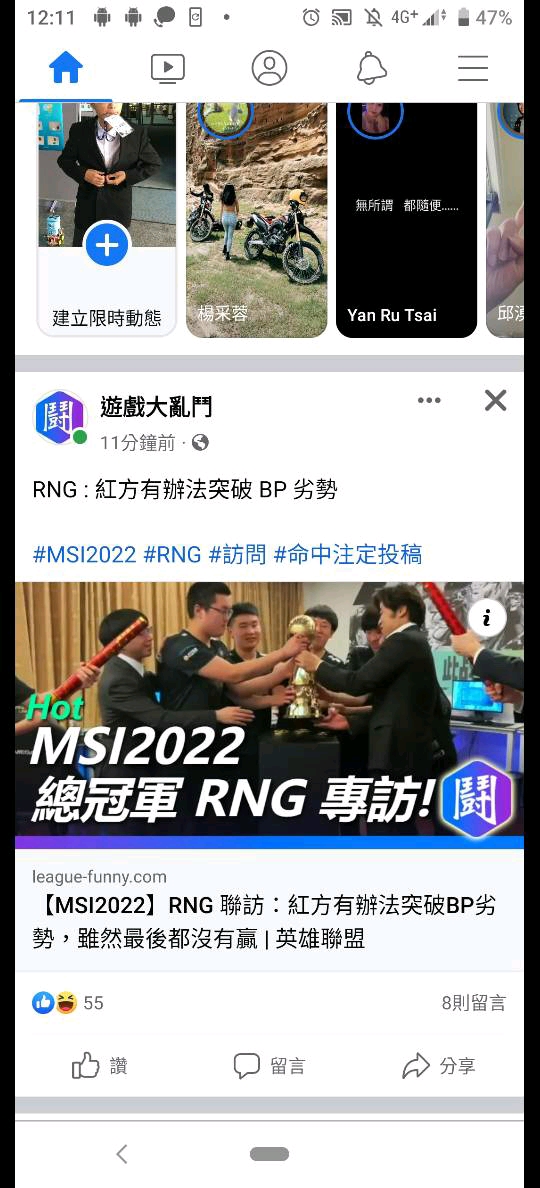 12:11
4G+
47%
無所謂 都隨便......
建立限時動態
楊采蓉
Yan Ru Tsai
邱
鬪
遊戲大亂鬥
11分鐘前 ·
RNG : 紅方有辦法突破 BP 劣勢
#MSI2022 #RNG #訪問 #命中注定投稿
i
Hot
MSI2022
總冠軍 RNG 專訪!
鬪
league-funny.com
【MSI2022】RNG 聯訪：紅方有辦法突破BP劣
勢，雖然最後都沒有贏 | 英雄聯盟
55
8則留言
讚
留言
分享